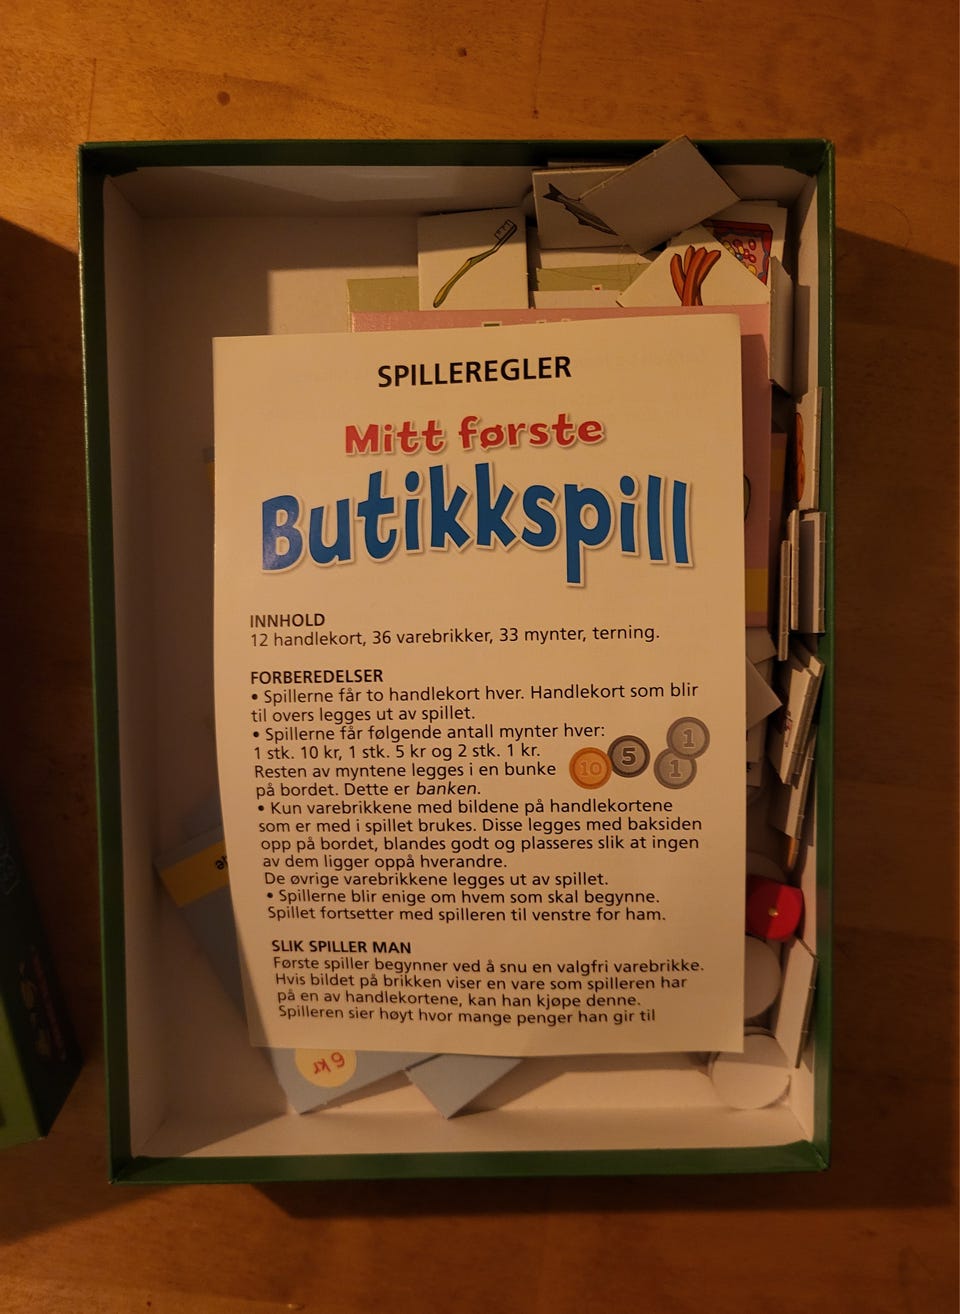 SPILLEREGLER
Mitt første
Butikkspill
INNHOLD
12 handlekort, 36 varebrikker, 33 mynter, terning.
FORBEREDELSER
• Spillerne får to handlekort hver. Handlekort som blir
til overs legges ut av spillet.
• Spillerne får følgende antall mynter hver:
1 stk. 10 kr, 1 stk. 5 kr og 2 stk. 1 kr.
Resten av myntene legges i en bunke
på bordet. Dette er banken.
10 5 1 1
• Kun varebrikkene med bildene på handlekortene
som er med i spillet brukes. Disse legges med baksiden
opp på bordet, blandes godt og plasseres slik at ingen
av dem ligger oppå hverandre.
De øvrige varebrikkene legges ut av spillet.
• Spillerne blir enige om hvem som skal begynne.
Spillet fortsetter med spilleren til venstre for ham.
SLIK SPILLER MAN
Første spiller begynner ved å snu en valgfri varebrikke.
Hvis bildet på brikken viser en vare som spilleren har
på en av handlekortene, kan han kjøpe denne.
Spilleren sier høyt hvor mange penger han gir til
6 kr